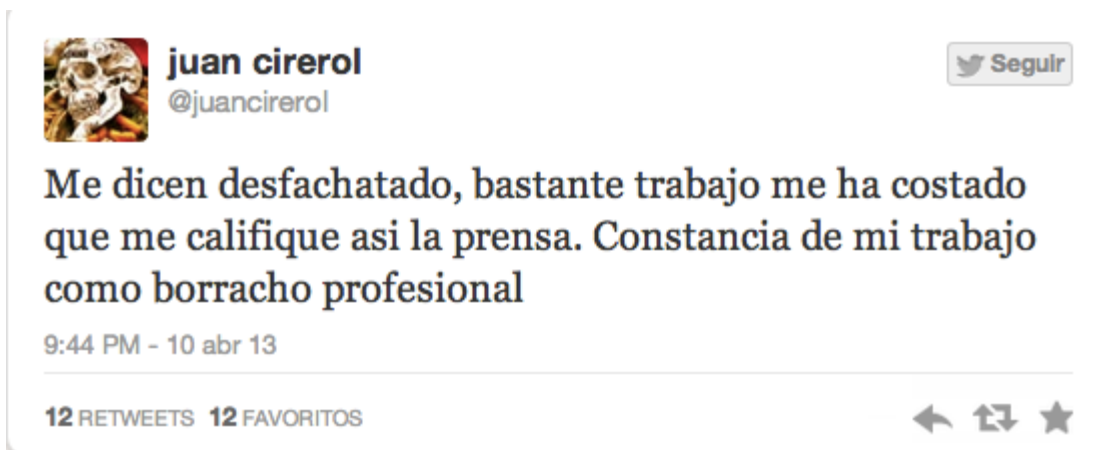 juan cirerol
Seguir
@juancirerol
Me dicen desfachatado, bastante trabajo me ha costado
que me califique asi la prensa. Constancia de mi trabajo
como borracho profesional
9:44 PM - 10 abr 13
12 RETWEETS 12 FAVORITOS